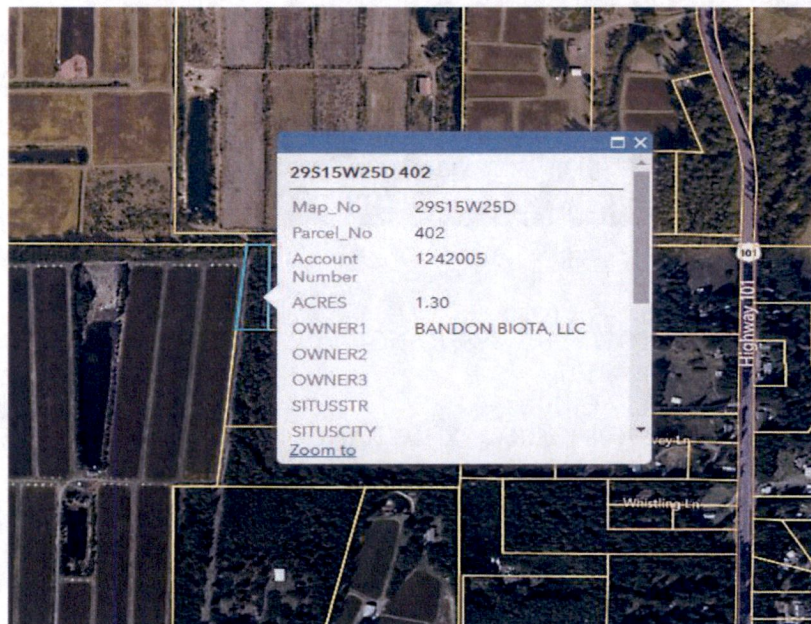 29S15W25D 402
Map_No 29S15W25D
Parcel_No 402
Account Number 1242005
ACRES 1.30
OWNER1 BANDON BIOTA, LLC
OWNER2
OWNER3
SITUSSTR
SITUSCITY
Zoom to
101
Highway 101
Whistling Ln